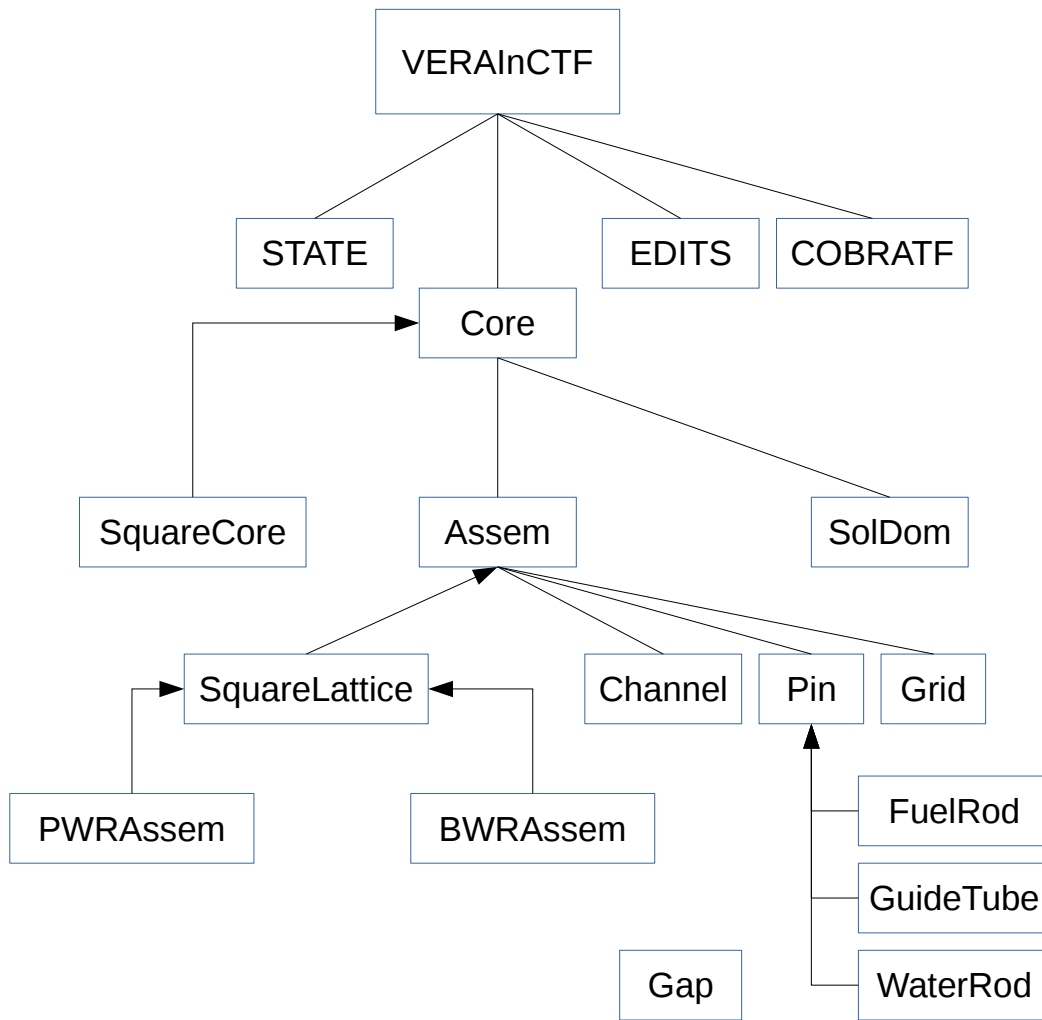 VERAInCTF
STATE
EDITS
COBRATF
Core
SquareCore
Assem
SolDom
SquareLattice
Channel
Pin
Grid
PWRAssem
BWRAssem
FuelRod
GuideTube
Gap
WaterRod